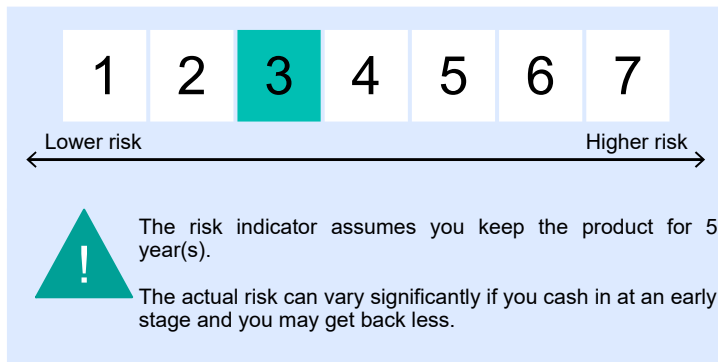 1 2 3 4 5 6 7
Lower risk Higher risk
!
The risk indicator assumes you keep the product for 5
year(s).
The actual risk can vary significantly if you cash in at an early
stage and you may get back less.